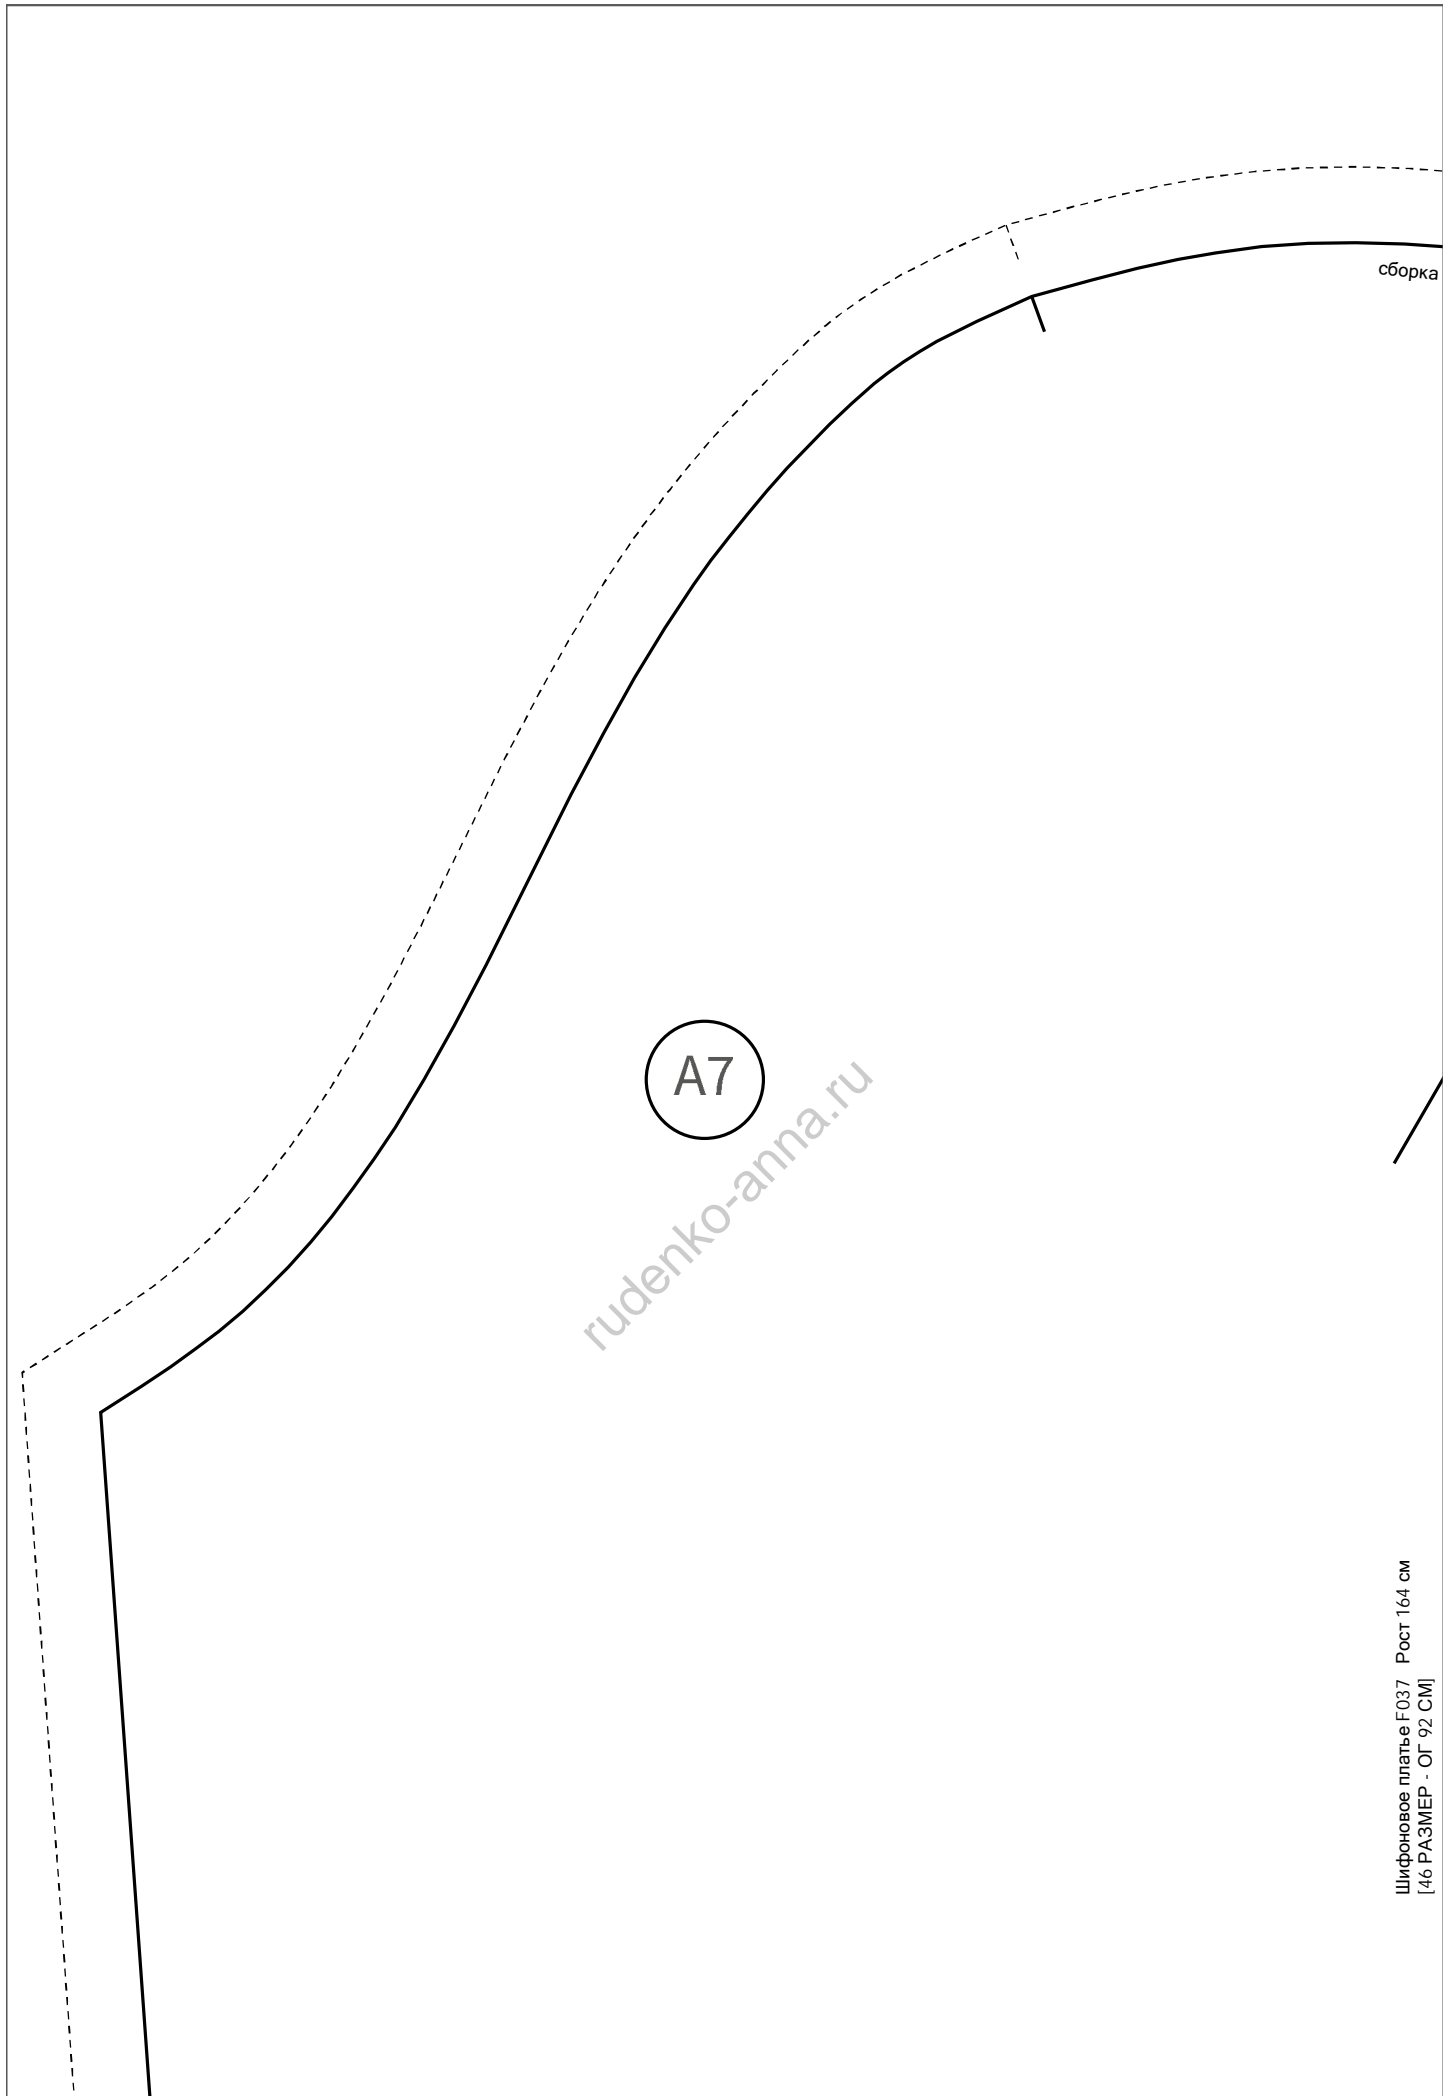 сборка
A7
rudenko-anna.ru
Шифоновое платье F037 Рост 164 см
[46 РАЗМЕР - ОГ 92 СМ]